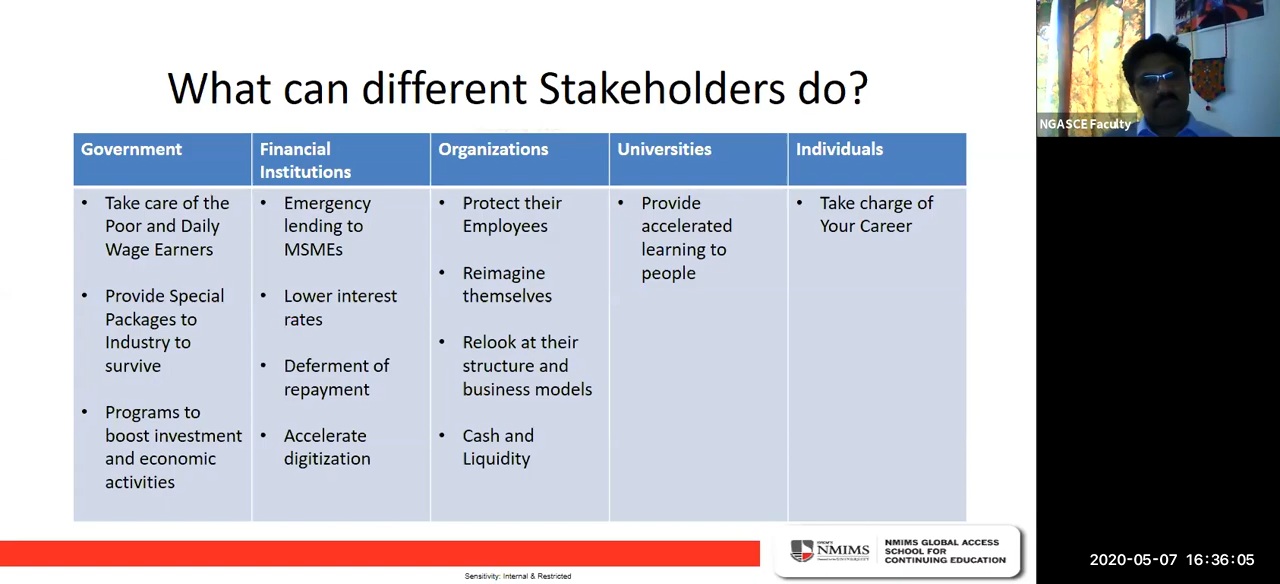 What can different Stakeholders do?
Government
Financial
Institutions
Organizations
Universities
Individuals
• Take care of the
Poor and Daily
Wage Earners
• Provide Special
Packages to
Industry to
survive
• Programs to
boost investment
and economic
activities
• Emergency
lending to
MSMEs
• Lower interest
rates
• Deferment of
repayment
• Accelerate
digitization
• Protect their
Employees
• Reimagine
themselves
• Relook at their
structure and
business models
• Cash and
Liquidity
• Provide
accelerated
learning to
people
• Take charge of
Your Career
NGASCE Faculty
NMIMS
NMIMS GLOBAL ACCESS
SCHOOL FOR
CONTINUING EDUCATION
Sensitivity: Internal & Restricted
2020-05-07 16:36:05